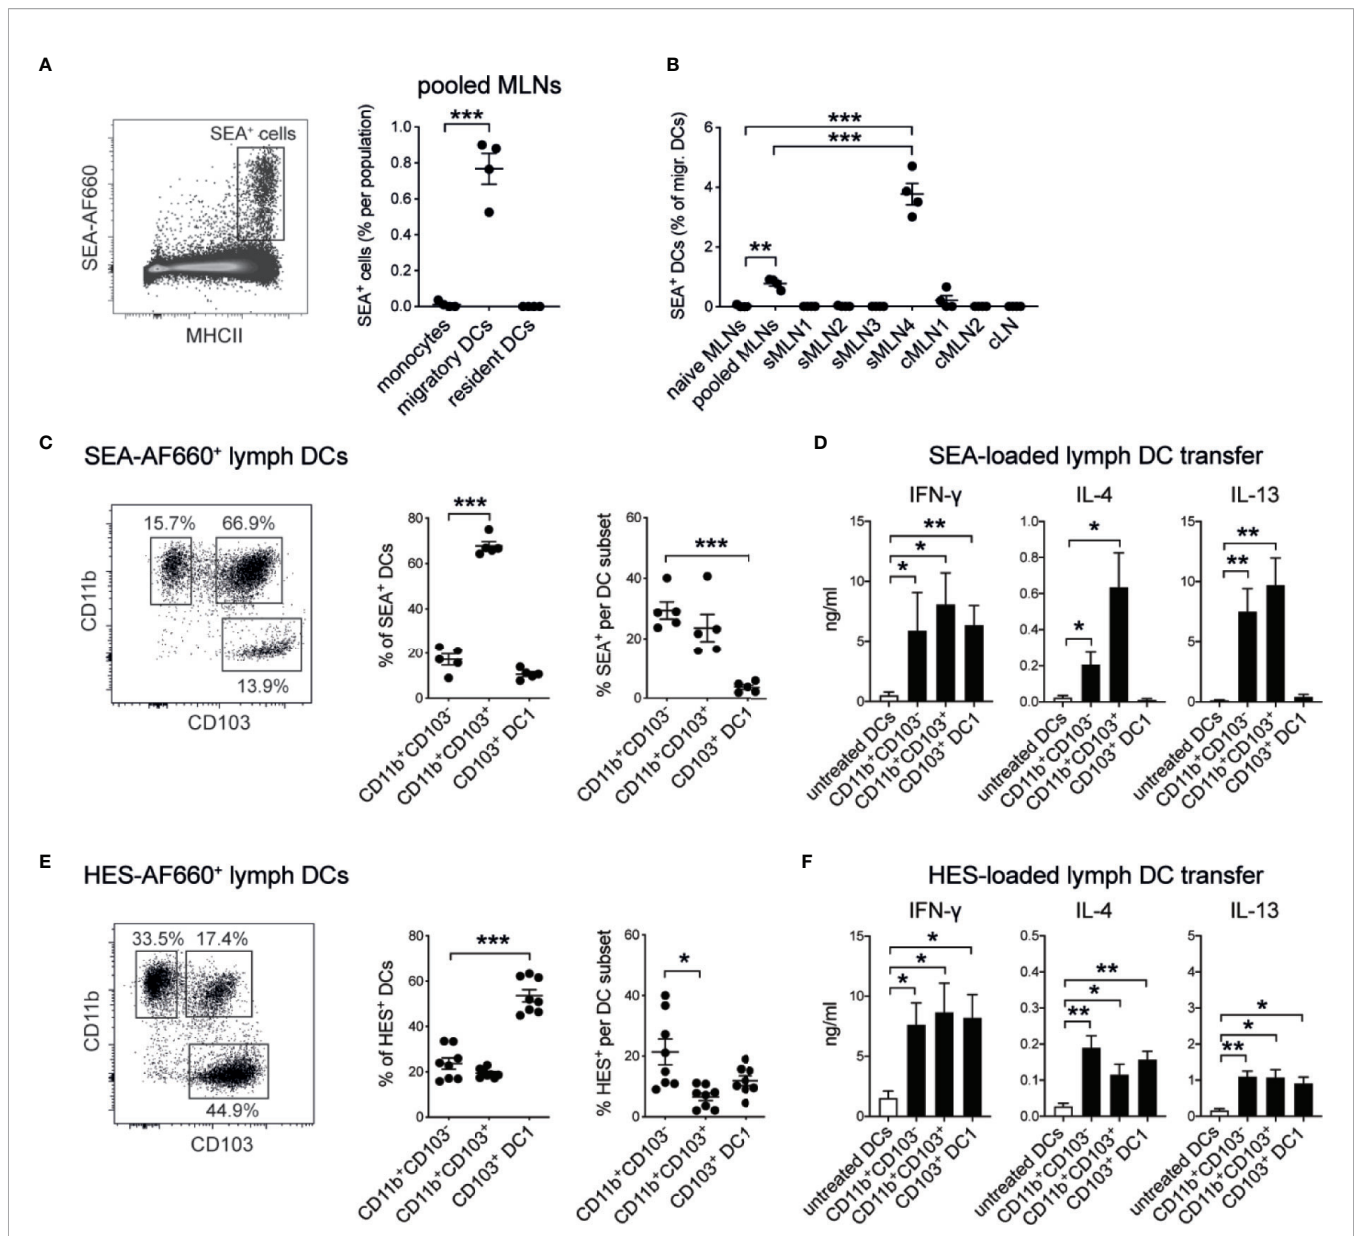 A
pooled MLNs
SEA⁺ cells
SEA-AF660
MHCII
SEA⁺ cells (% per population)
***
1.0
0.8
0.6
0.4
0.2
0.0
monocytes
migratory DCs
resident DCs
B
SEA⁺ DCs (% of migr. DCs)
***
***
**
6
4
2
0
naive MLNs
pooled MLNs
sMLN1
sMLN2
sMLN3
sMLN4
cMLN1
cMLN2
cLN
C
SEA-AF660⁺ lymph DCs
15.7%
66.9%
13.9%
CD11b
CD103
% of SEA⁺ DCs
***
80
60
40
20
0
CD11b⁺CD103⁻
CD11b⁺CD103⁺
CD103⁺ DC1
% SEA⁺ per DC subset
***
60
40
20
0
CD11b⁺CD103⁻
CD11b⁺CD103⁺
CD103⁺ DC1
D
SEA-loaded lymph DC transfer
IFN-γ
ng/ml
**
*
*
15
10
5
0
untreated DCs
CD11b⁺CD103⁻
CD11b⁺CD103⁺
CD103⁺ DC1
IL-4
*
*
1.0
0.8
0.6
0.4
0.2
0.0
untreated DCs
CD11b⁺CD103⁻
CD11b⁺CD103⁺
CD103⁺ DC1
IL-13
**
**
15
10
5
0
untreated DCs
CD11b⁺CD103⁻
CD11b⁺CD103⁺
CD103⁺ DC1
E
HES-AF660⁺ lymph DCs
33.5%
17.4%
44.9%
CD11b
CD103
% of HES⁺ DCs
***
80
60
40
20
0
CD11b⁺CD103⁻
CD11b⁺CD103⁺
CD103⁺ DC1
% HES⁺ per DC subset
*
60
40
20
0
CD11b⁺CD103⁻
CD11b⁺CD103⁺
CD103⁺ DC1
F
HES-loaded lymph DC transfer
IFN-γ
ng/ml
*
*
*
15
10
5
0
untreated DCs
CD11b⁺CD103⁻
CD11b⁺CD103⁺
CD103⁺ DC1
IL-4
**
*
**
0.5
0.4
0.3
0.2
0.1
0.0
untreated DCs
CD11b⁺CD103⁻
CD11b⁺CD103⁺
CD103⁺ DC1
IL-13
*
*
**
5
4
3
2
1
0
untreated DCs
CD11b⁺CD103⁻
CD11b⁺CD103⁺
CD103⁺ DC1